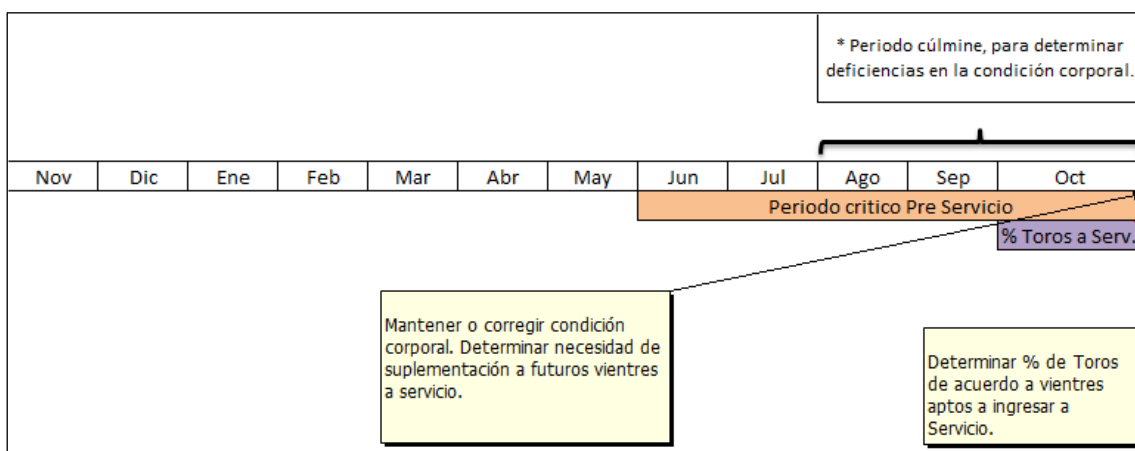 * Periodo cúlmine, para determinar
deficiencias en la condición corporal.
Nov Dic Ene Feb Mar Abr May Jun Jul Ago Sep Oct
Periodo critico Pre Servicio
% Toros a Serv.
Mantener o corregir condición
corporal. Determinar necesidad de
suplementación a futuros vientres
a servicio.
Determinar % de Toros
de acuerdo a vientres
aptos a ingresar a
Servicio.